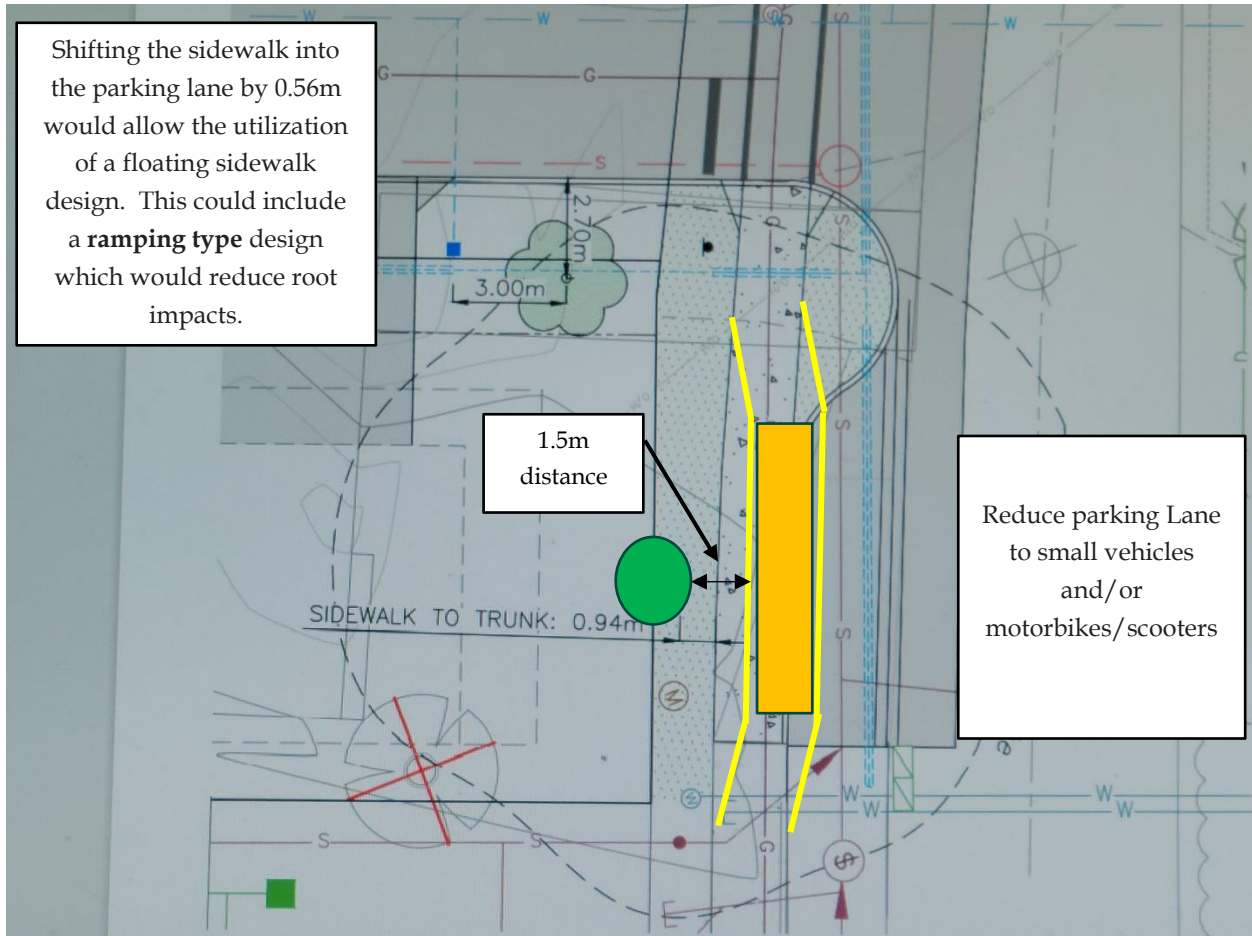 W
W
W
Shifting the sidewalk into
the parking lane by 0.56m
would allow the utilization
of a floating sidewalk
design. This could include
a ramping type design
which would reduce root
impacts.
G
G
G
S
S
S
2.70m
G
S
3.00m
1.5m
distance
S
Reduce parking Lane
to small vehicles
and/or
motorbikes/scooters
SIDEWALK TO TRUNK: 0.94m
S
M
e
W
W
W
W
W
S
S
G
S